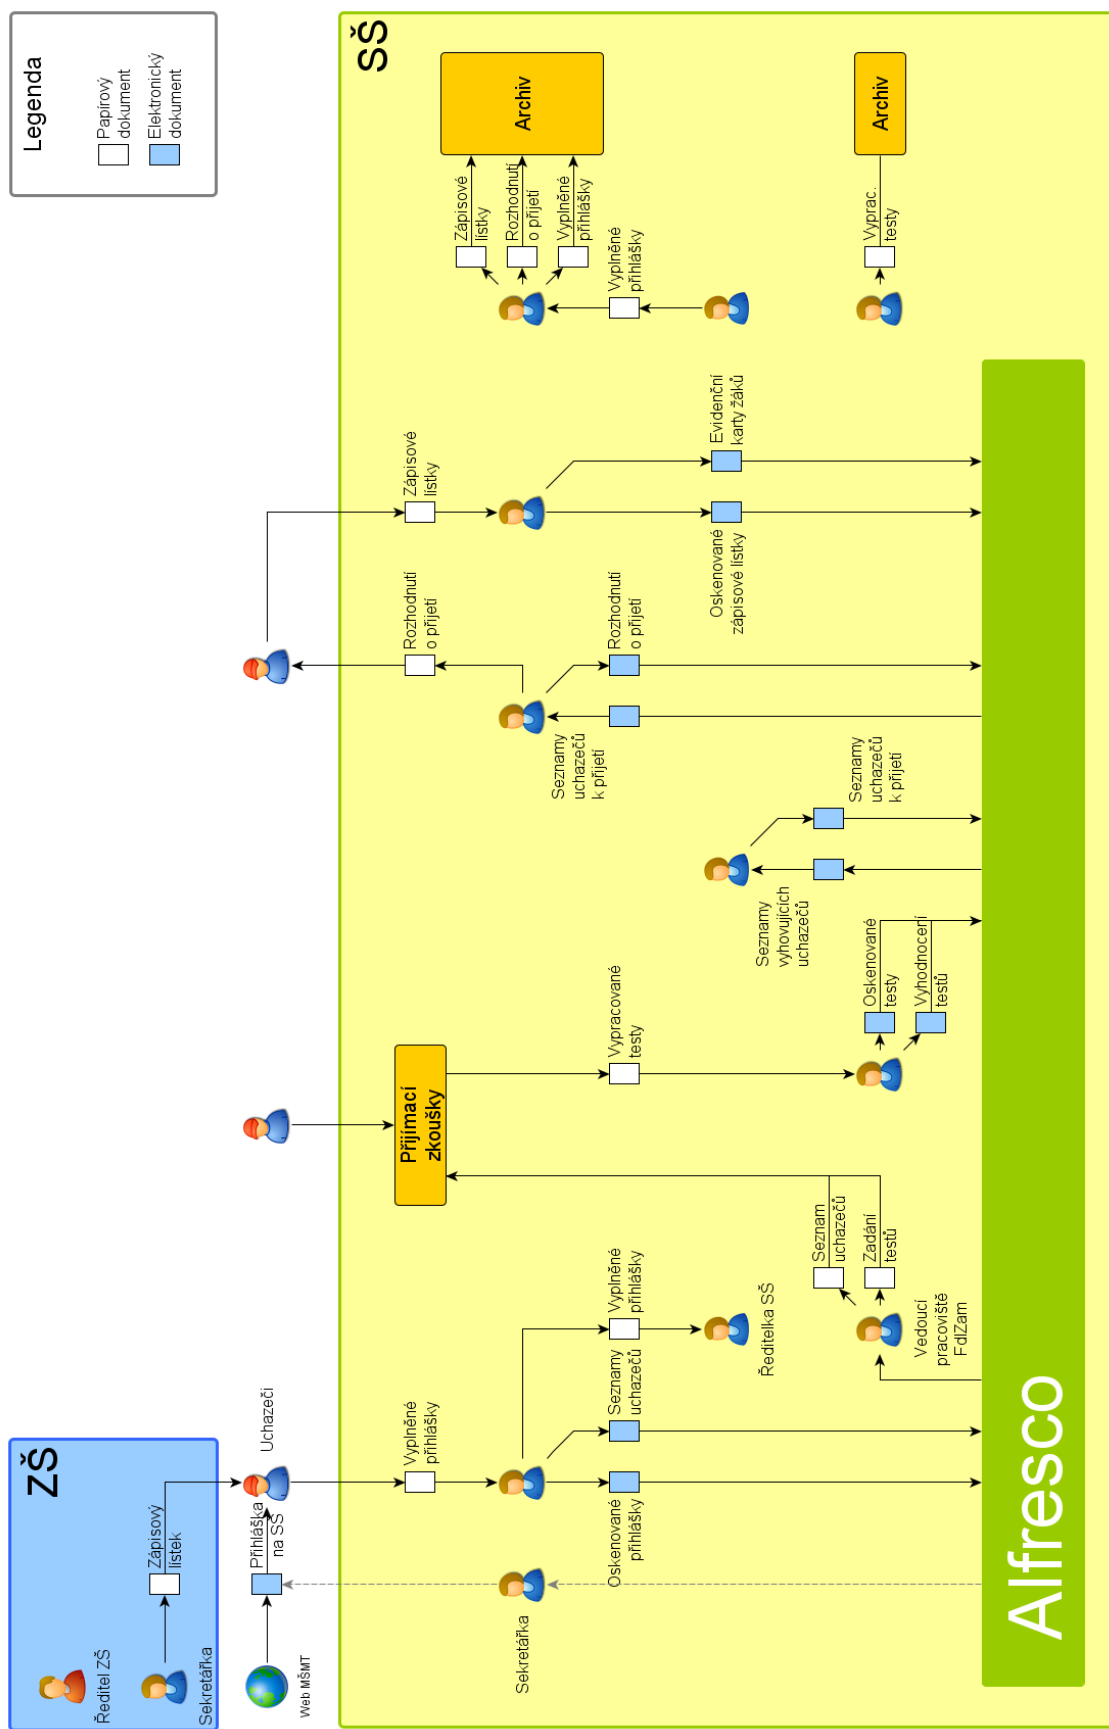 Legenda
Papírový
dokument
Elektronický
dokument
ZŠ
Ředitel ZŠ
Sekretářka
Zápisový
lístek
Web MŠMT
Přihláška
na SŠ
Uchazeči
SŠ
Sekretářka
Vyplněné
přihlášky
Oskenované
přihlášky
Seznamy
uchazečů
Vyplněné
přihlášky
Ředitelka SŠ
Vedoucí
pracoviště
FdlZam
Seznam
uchazečů
Zadání
testů
Přijímací
zkoušky
Vypracované
testy
Oskenované
testy
Vyhodnocení
testů
Seznamy
vyhovujících
uchazečů
Seznamy
uchazečů
k přijetí
Seznamy
uchazečů
k přijetí
Rozhodnutí
o přijetí
Rozhodnutí
o přijetí
Zápisové
lístky
Oskenované
zápisové lístky
Evidenční
karty žáků
Vyplněné
přihlášky
Zápisové
lístky
Rozhodnutí
o přijetí
Vyplněné
přihlášky
Archiv
Vyprac.
testy
Archiv
Alfresco